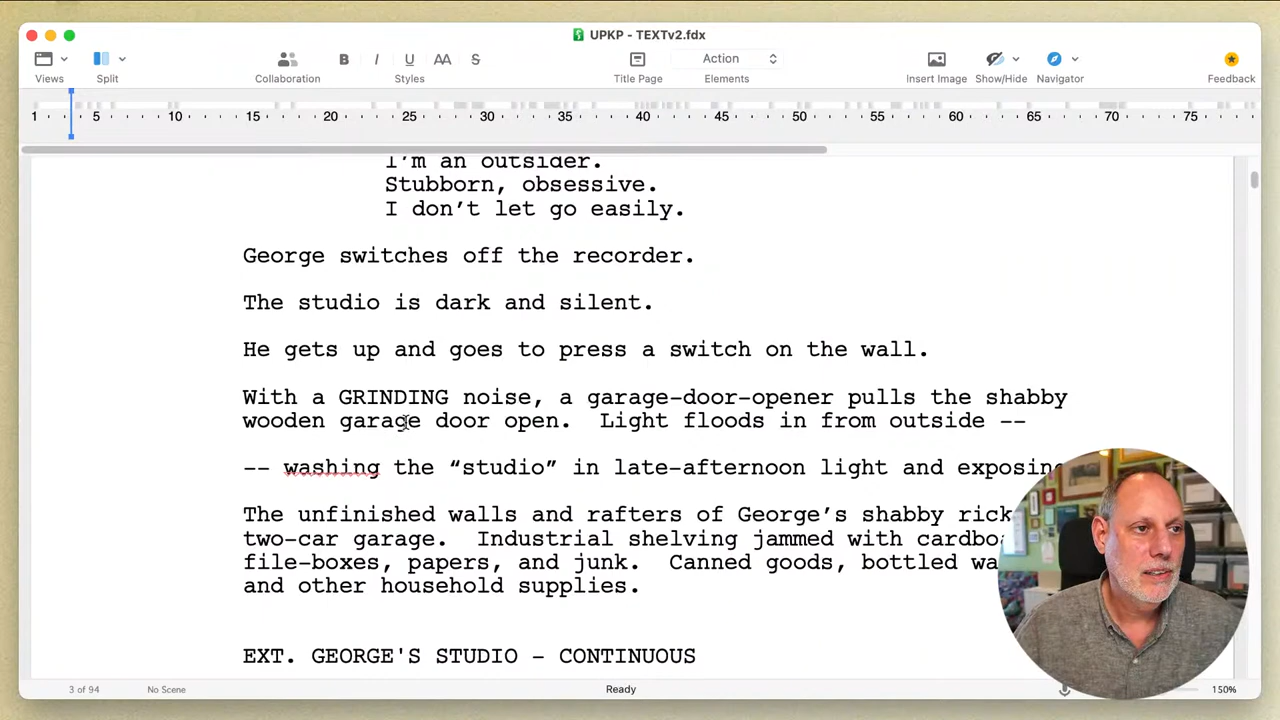 UPKP - TEXTv2.fdx
B I U AA S Action
Views Split Collaboration Styles Title Page Elements Insert Image Show/Hide Navigator Feedback
1 5 10 15 20 25 30 35 40 45 50 55 60 65 70 75
I'm an outsider.
Stubborn, obsessive.
I don’t let go easily.
George switches off the recorder.
The studio is dark and silent.
He gets up and goes to press a switch on the wall.
With a GRINDING noise, a garage-door-opener pulls the shabby
wooden garage door open.  Light floods in from outside --
-- washing the “studio” in late-afternoon light and exposing
The unfinished walls and rafters of George’s shabby rick
two-car garage.  Industrial shelving jammed with cardboa
file-boxes, papers, and junk.  Canned goods, bottled wa
and other household supplies.
EXT. GEORGE'S STUDIO - CONTINUOUS
3 of 94 No Scene Ready 150%